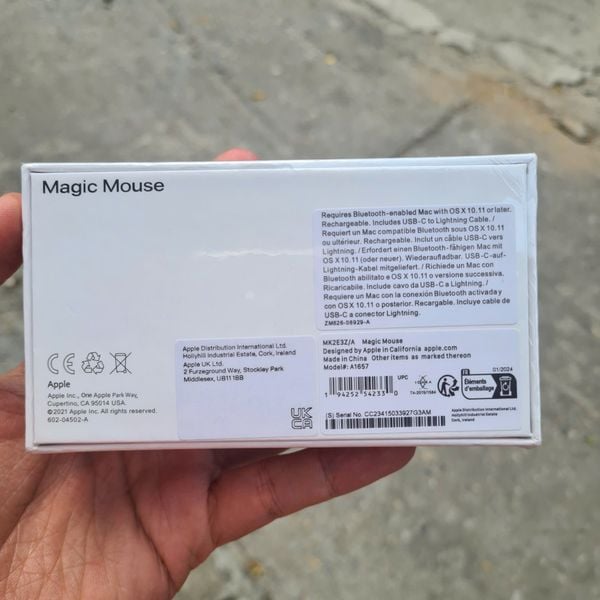 Magic Mouse
Requires Bluetooth-enabled Mac with OS X 10.11 or later.
Rechargeable. Includes USB-C to Lightning Cable. /
Requiert un Mac compatible Bluetooth sous OS X 10.11
ou ultérieur. Rechargeable. Inclut un câble USB-C vers
Lightning. / Erfordert einen Bluetooth-fähigen Mac mit
OS X 10.11 (oder neuer). Wiederaufladbar. USB-C-auf-
Lightning-Kabel mitgeliefert. / Richiede un Mac con
Bluetooth abilitato e OS X 10.11 o versione successiva.
Ricaricabile. Include cavo da USB-C a Lightning. /
Requiere un Mac con la conexión Bluetooth activada y
con OS X 10.11 o posterior. Recargable. Incluye cable de
USB-C a conector Lightning.
ZM826-08929-A
Apple Distribution International Ltd.
Hollyhill Industrial Estate, Cork, Ireland
Apple UK Ltd.
2 Furzeground Way, Stockley Park
Middlesex, UB11 1BB
UK
CA
MK2E3Z/A Magic Mouse
Designed by Apple in California apple.com
Made in China Other items as marked thereon
Model#: A1657
01/2024
UPC
1 94252 54233 0
FR
Éléments
d'emballage
(S) Serial No. CC23415033927G3AM
Apple Distribution International Ltd.
Hollyhill Industrial Estate
Cork, Ireland
CE
Apple
Apple Inc., One Apple Park Way,
Cupertino, CA 95014 USA.
© 2021 Apple Inc. All rights reserved.
602-04502-A